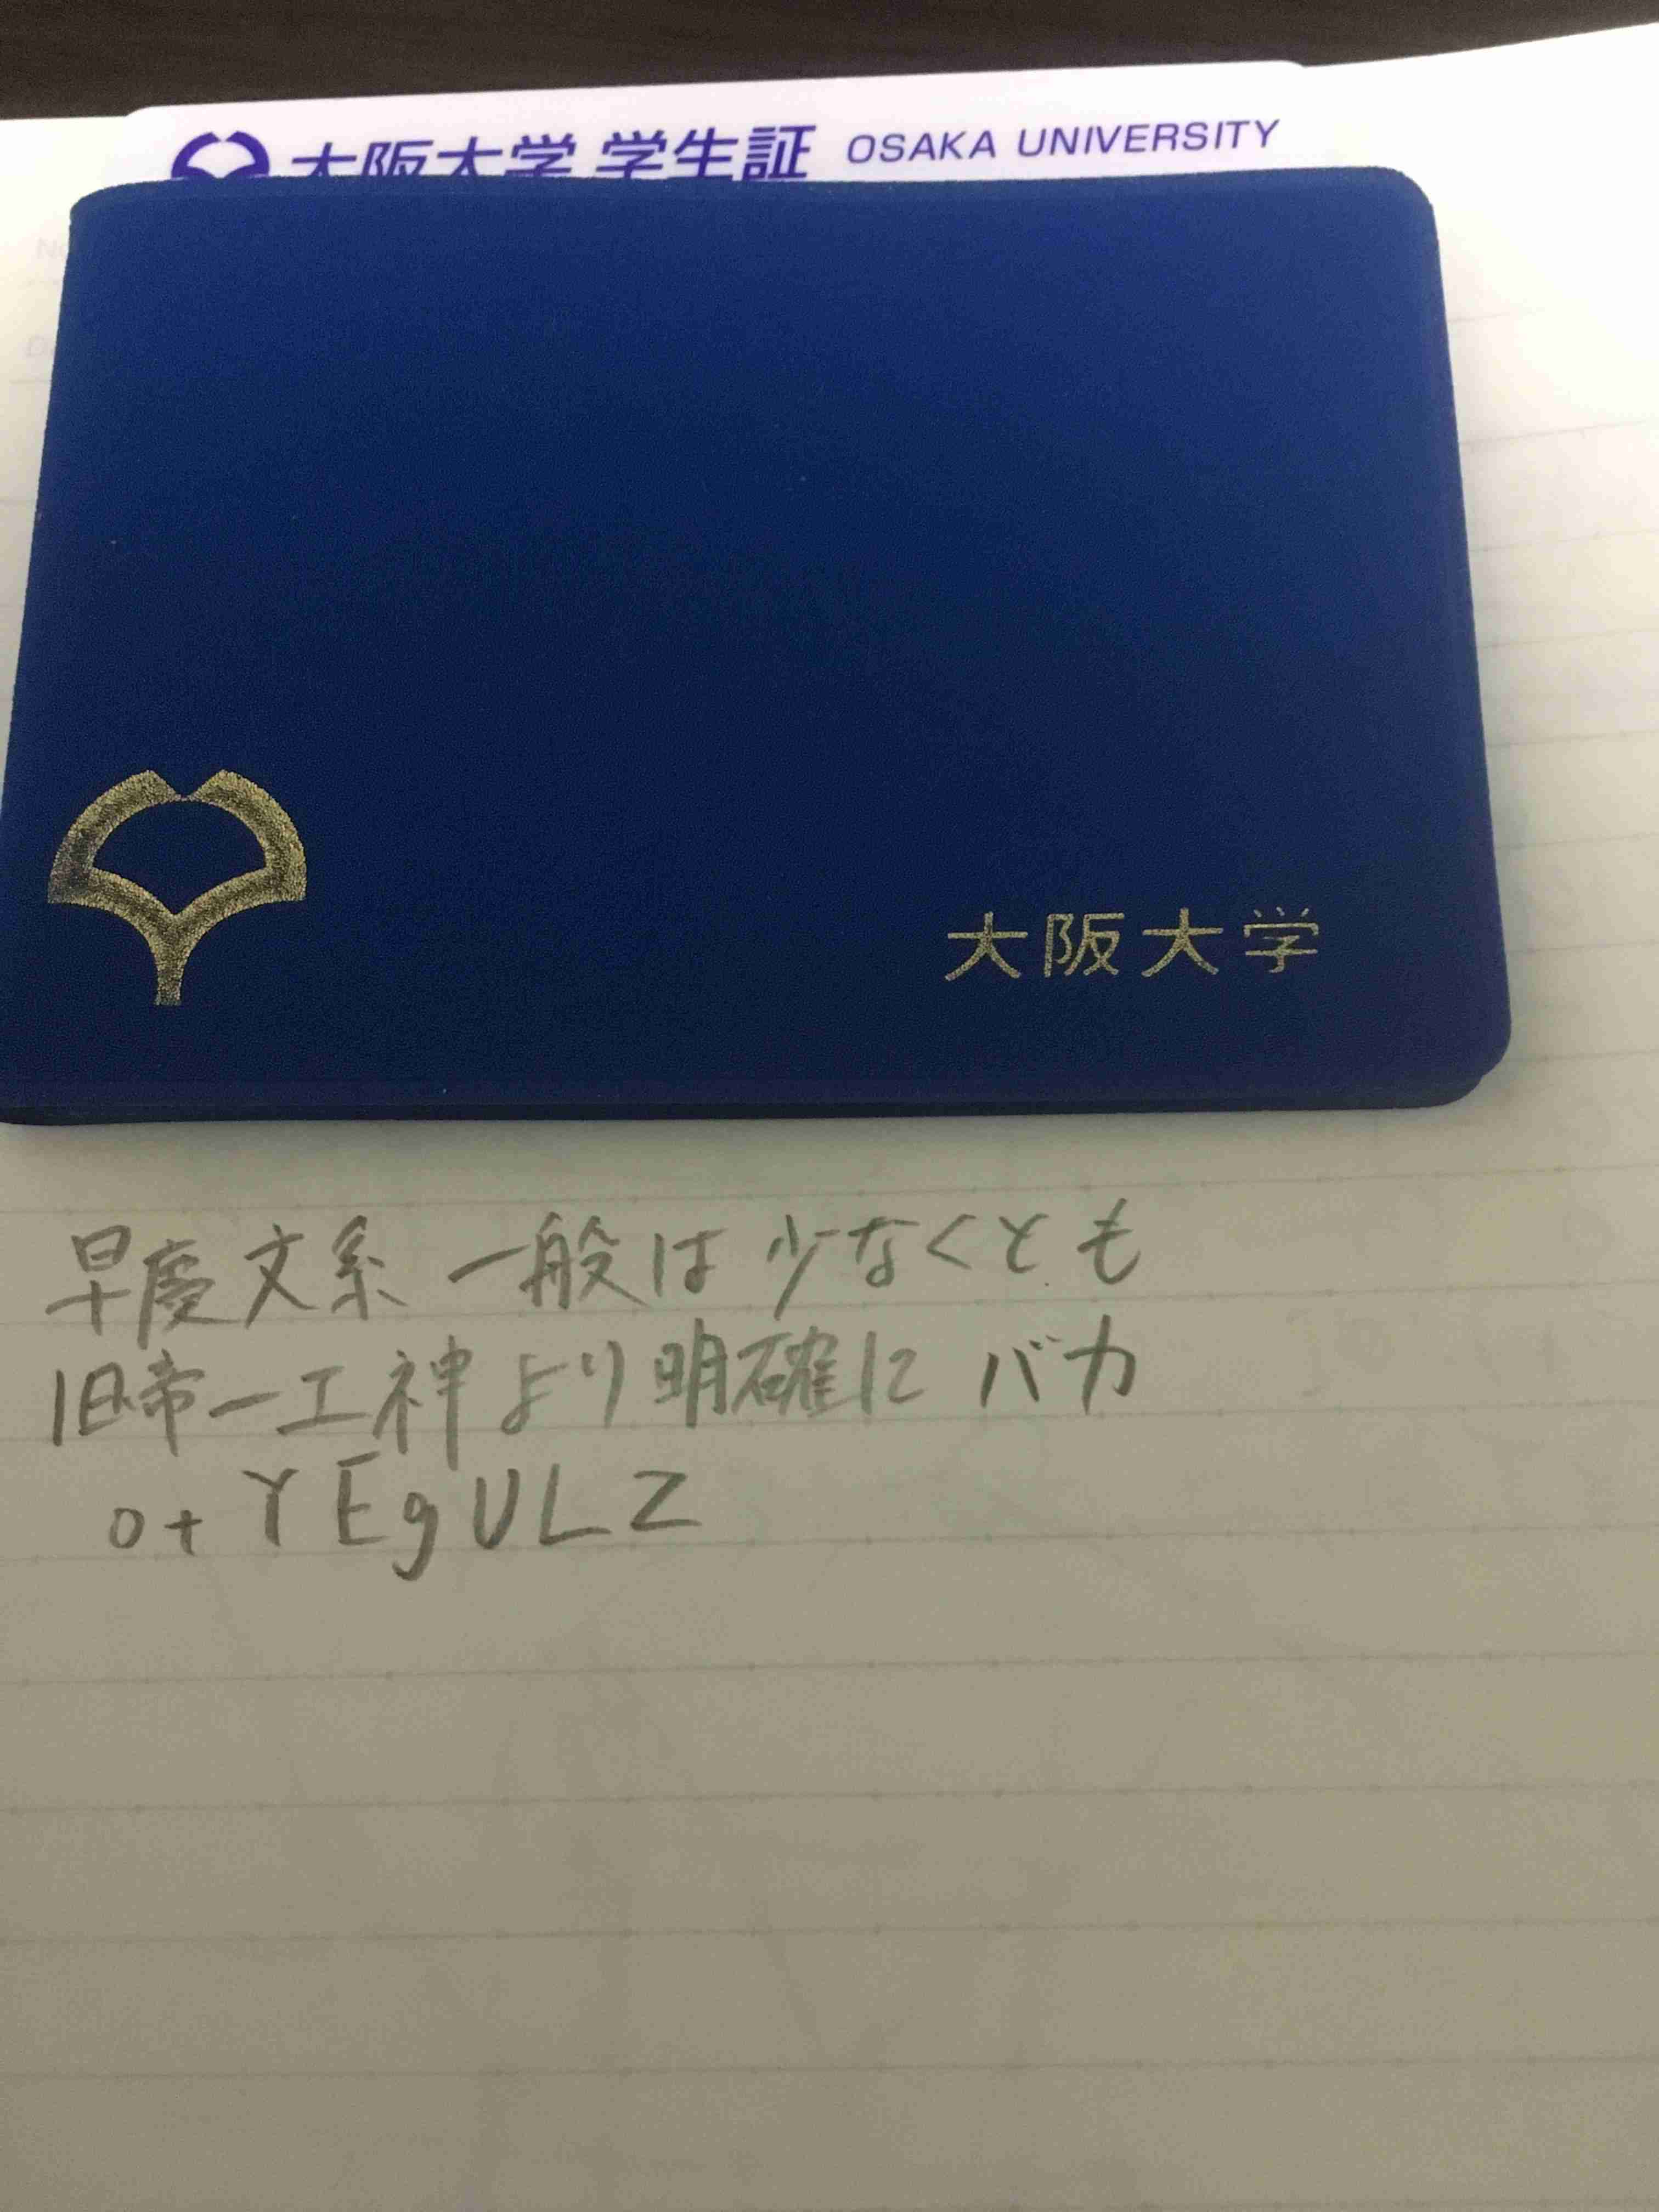 大阪大学 学生証 OSAKA UNIVERSITY
大阪大学
早慶文系一般は少なくとも
旧帝一工神より明確にバカ
o+YEgULZ